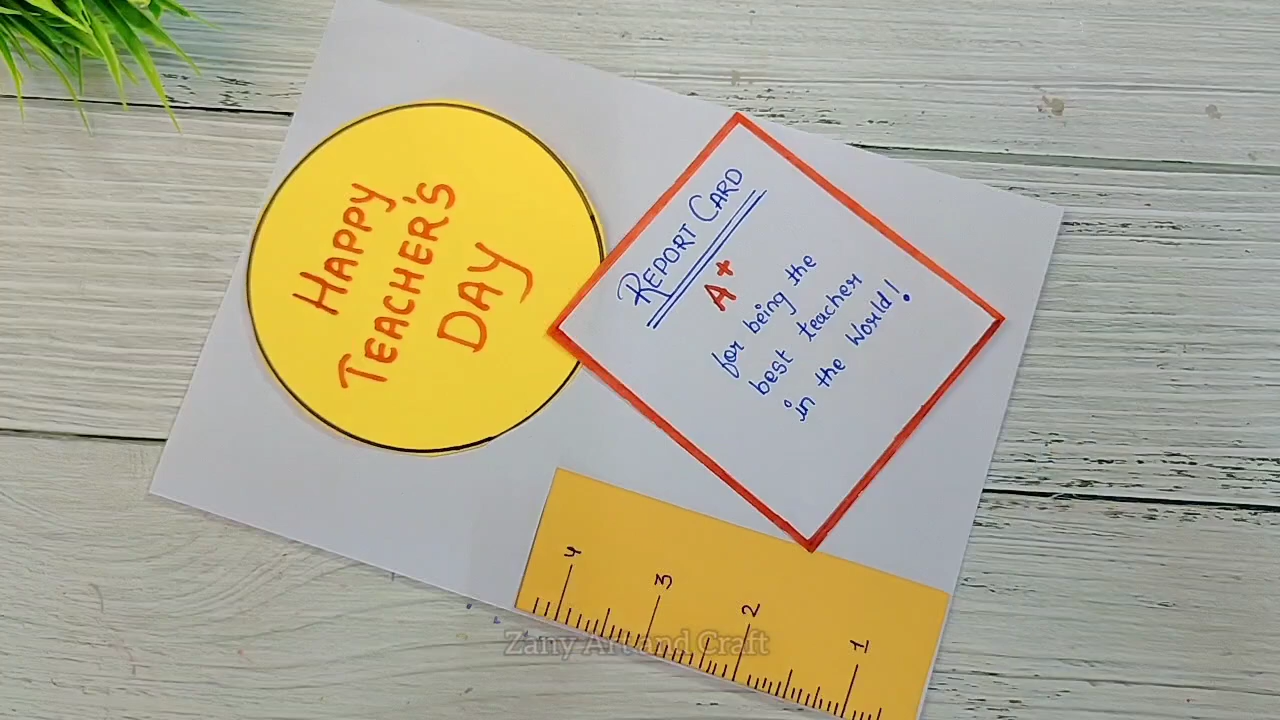 HAPPY
TEACHER'S
DAY
REPORT CARD
A+
for being the
best teacher
in the World!
4
3
2
1
Zany Art and Craft